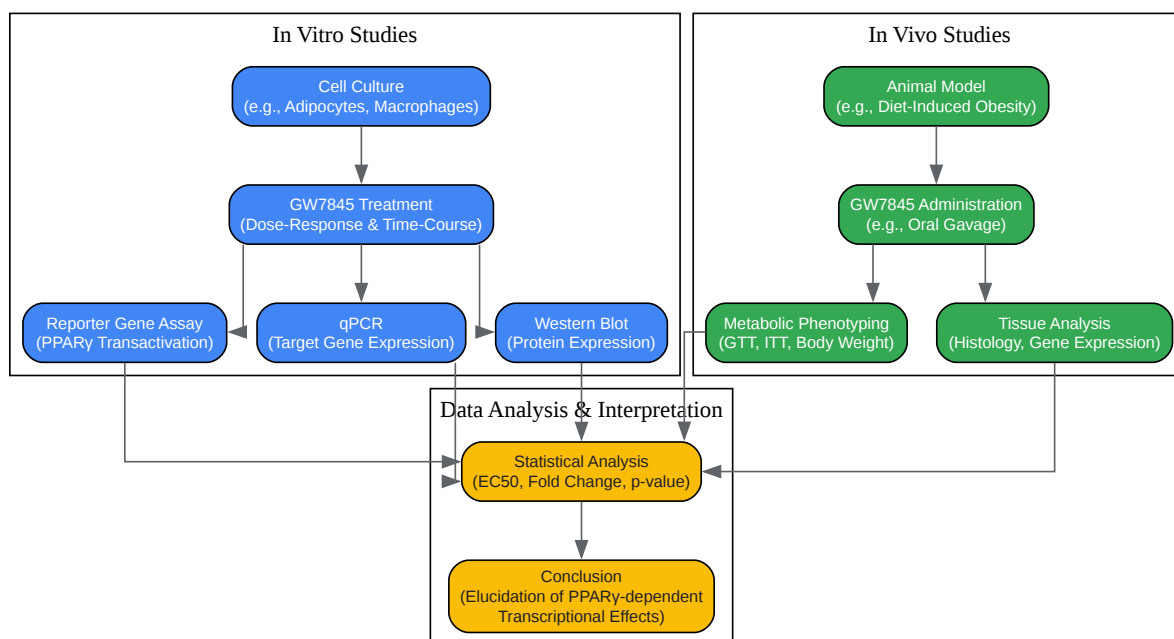 In Vitro Studies
Cell Culture
(e.g., Adipocytes, Macrophages)
GW7845 Treatment
(Dose-Response & Time-Course)
Reporter Gene Assay
(PPARγ Transactivation)
qPCR
(Target Gene Expression)
Western Blot
(Protein Expression)
In Vivo Studies
Animal Model
(e.g., Diet-Induced Obesity)
GW7845 Administration
(e.g., Oral Gavage)
Metabolic Phenotyping
(GTT, ITT, Body Weight)
Tissue Analysis
(Histology, Gene Expression)
Data Analysis & Interpretation
Statistical Analysis
(EC50, Fold Change, p-value)
Conclusion
(Elucidation of PPARγ-dependent
Transcriptional Effects)